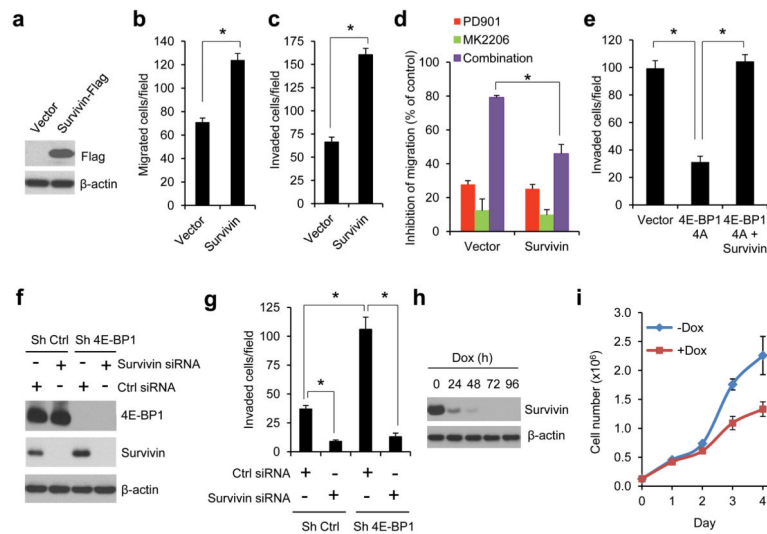 a
Vector
Survivin-Flag
Flag
β-actin
b
Migrated cells/field
140
120
100
80
60
40
20
0
Vector
Survivin
*
c
Invaded cells/field
175
150
125
100
75
50
25
0
Vector
Survivin
*
d
PD901
MK2206
Combination
Inhibition of migration (% of control)
100
80
60
40
20
0
*
Vector
Survivin
e
Invaded cells/field
120
100
80
60
40
20
0
* *
Vector 4E-BP1 4E-BP1
4A 4A +
Survivin
f
Sh Ctrl Sh 4E-BP1
- + - + Survivin siRNA
+ - + - Ctrl siRNA
4E-BP1
Survivin
β-actin
g
Invaded cells/field
125
100
75
50
25
0
* *
*
Ctrl siRNA + - + -
Survivin siRNA - + - +
Sh Ctrl Sh 4E-BP1
h
Dox (h)
0 24 48 72 96
Survivin
β-actin
i
Cell number (x10⁶)
3.0
2.5
2.0
1.5
1.0
0.5
0
-Dox
+Dox
0 1 2 3 4
Day